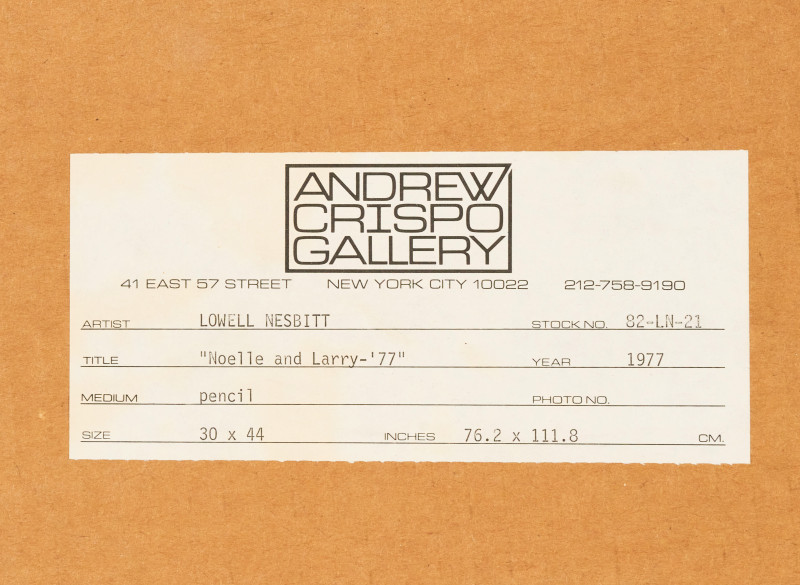 ANDREW
CRISPO
GALLERY
41 EAST 57 STREET NEW YORK CITY 10022 212-758-9190
ARTIST LOWELL NESBITT STOCK NO. 82-LN-21
TITLE "Noelle and Larry-'77" YEAR 1977
MEDIUM pencil PHOTO NO.
SIZE 30 x 44 INCHES 76.2 x 111.8 CM.